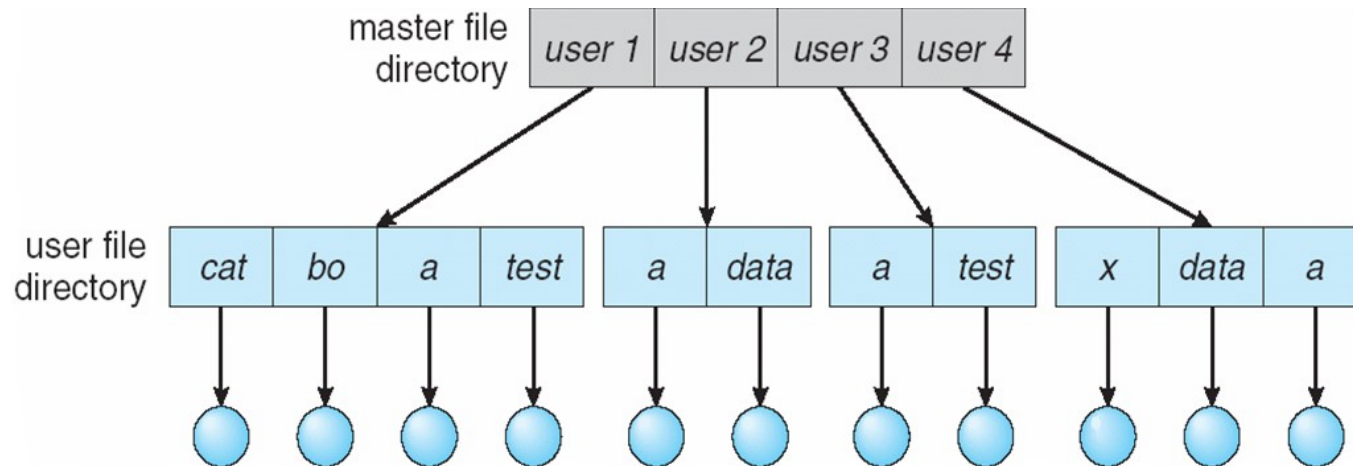 master file
directory
user 1 user 2 user 3 user 4
user file
directory
cat bo a test a data a test x data a